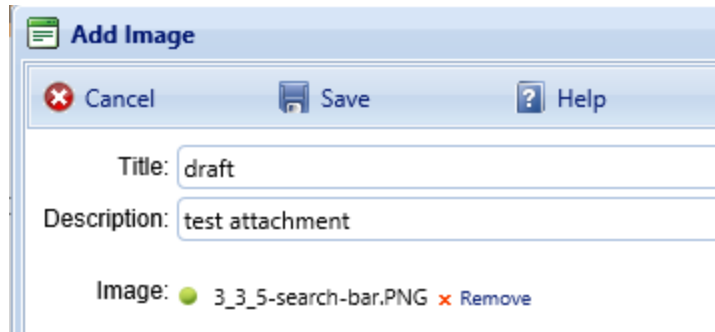 Add Image
Cancel Save Help
Title: draft
Description: test attachment
Image: 3_3_5-search-bar.PNG × Remove